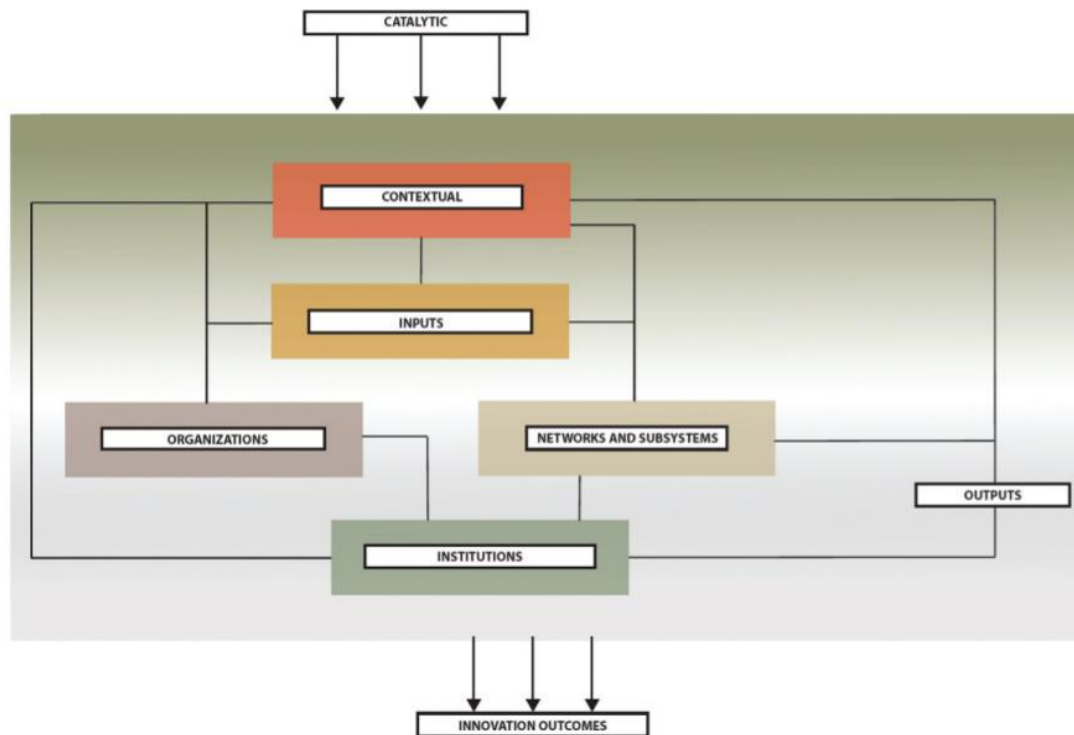 CATALYTIC
CONTEXTUAL
INPUTS
ORGANIZATIONS
NETWORKS AND SUBSYSTEMS
OUTPUTS
INSTITUTIONS
INNOVATION OUTCOMES